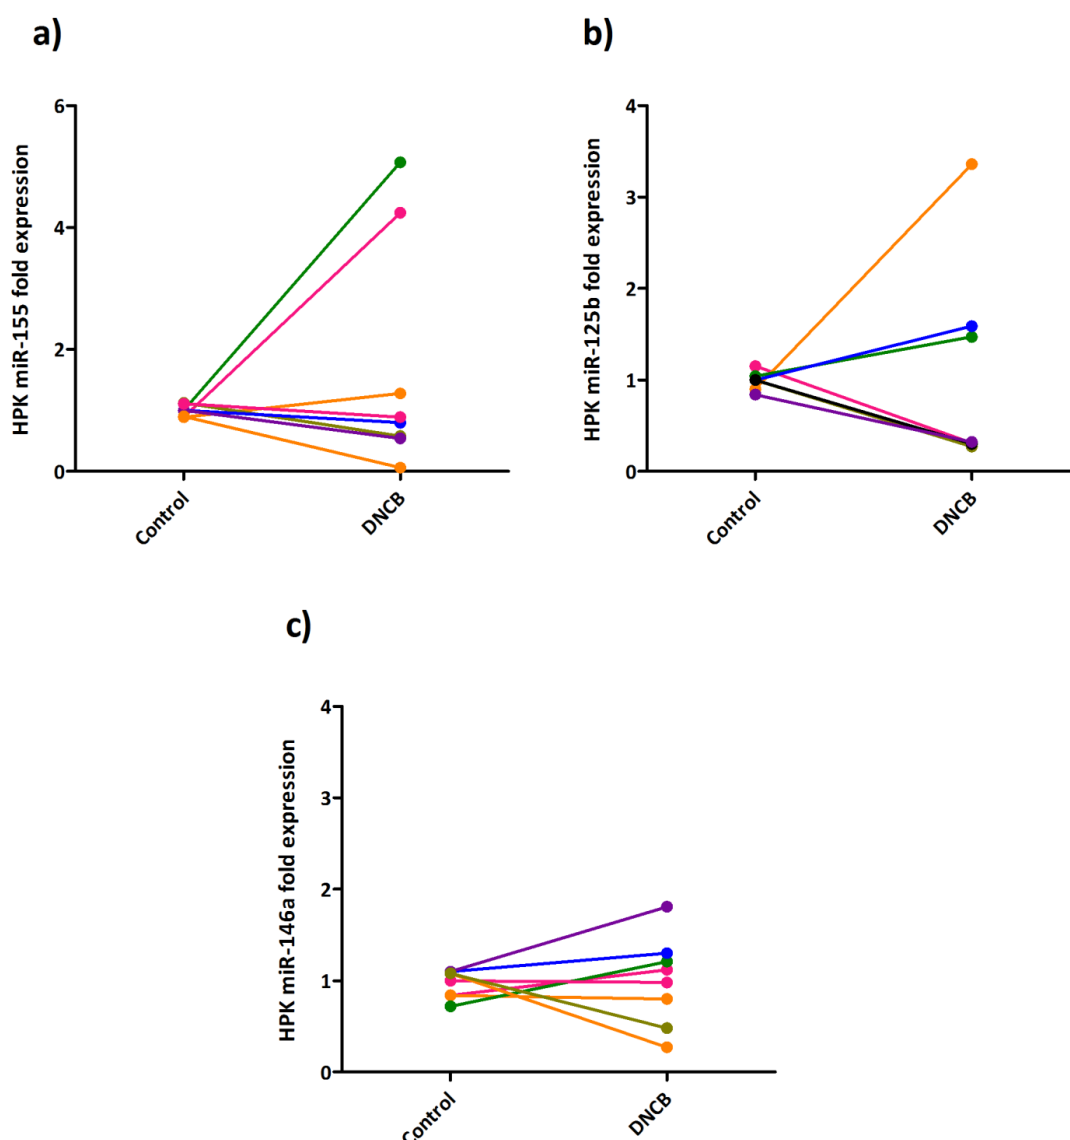 a)
HPK miR-155 fold expression
6
4
2
0
Control
DNCB
b)
HPK miR-125b fold expression
4
3
2
1
0
Control
DNCB
c)
HPK miR-146a fold expression
4
3
2
1
0
Control
DNCB